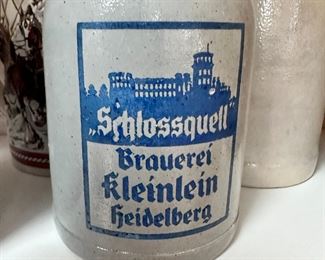 „Schlossquell"
Brauerei
Kleinlein
Heidelberg